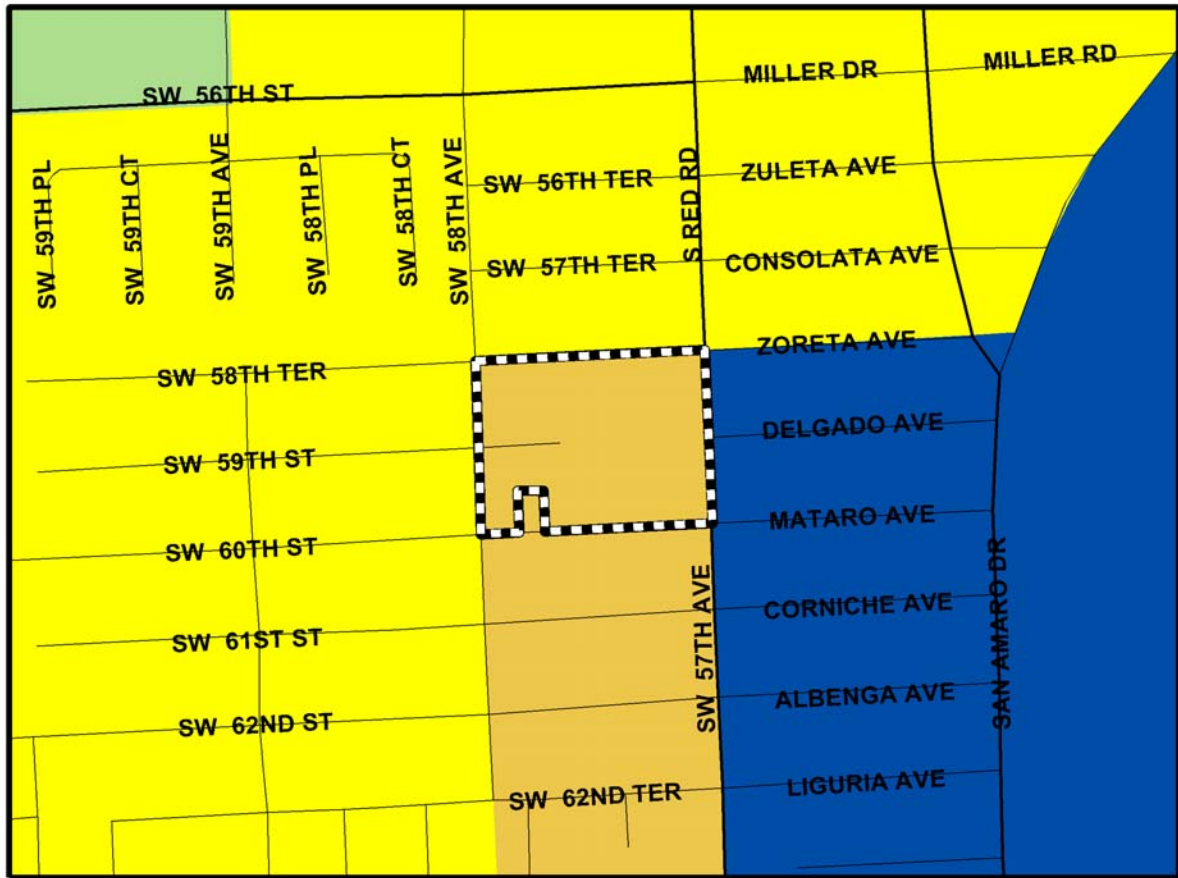 MILLER RD
MILLER DR
SW 56TH ST
SW 59TH PL
SW 59TH CT
SW 59TH AVE
SW 58TH PL
SW 58TH CT
SW 58TH AVE
SW 56TH TER
S RED RD
ZULETA AVE
SW 57TH TER
CONSOLATA AVE
ZORETA AVE
SW 58TH TER
DELGADO AVE
SW 59TH ST
MATARO AVE
SW 60TH ST
SW 57TH AVE
CORNICHE AVE
SAN AMARO DR
SW 61ST ST
ALBENGA AVE
SW 62ND ST
LIGURIA AVE
SW 62ND TER